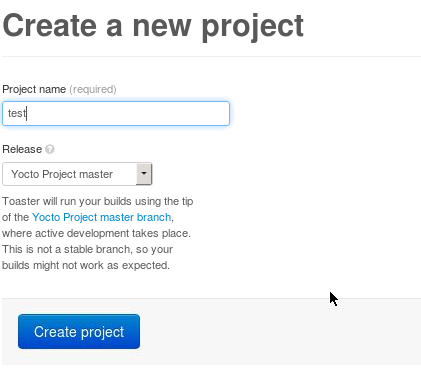 Create a new project
Project name (required)
test
Release
Yocto Project master
Toaster will run your builds using the tip
of the Yocto Project master branch,
where active development takes place.
This is not a stable branch, so your
builds might not work as expected.
Create project